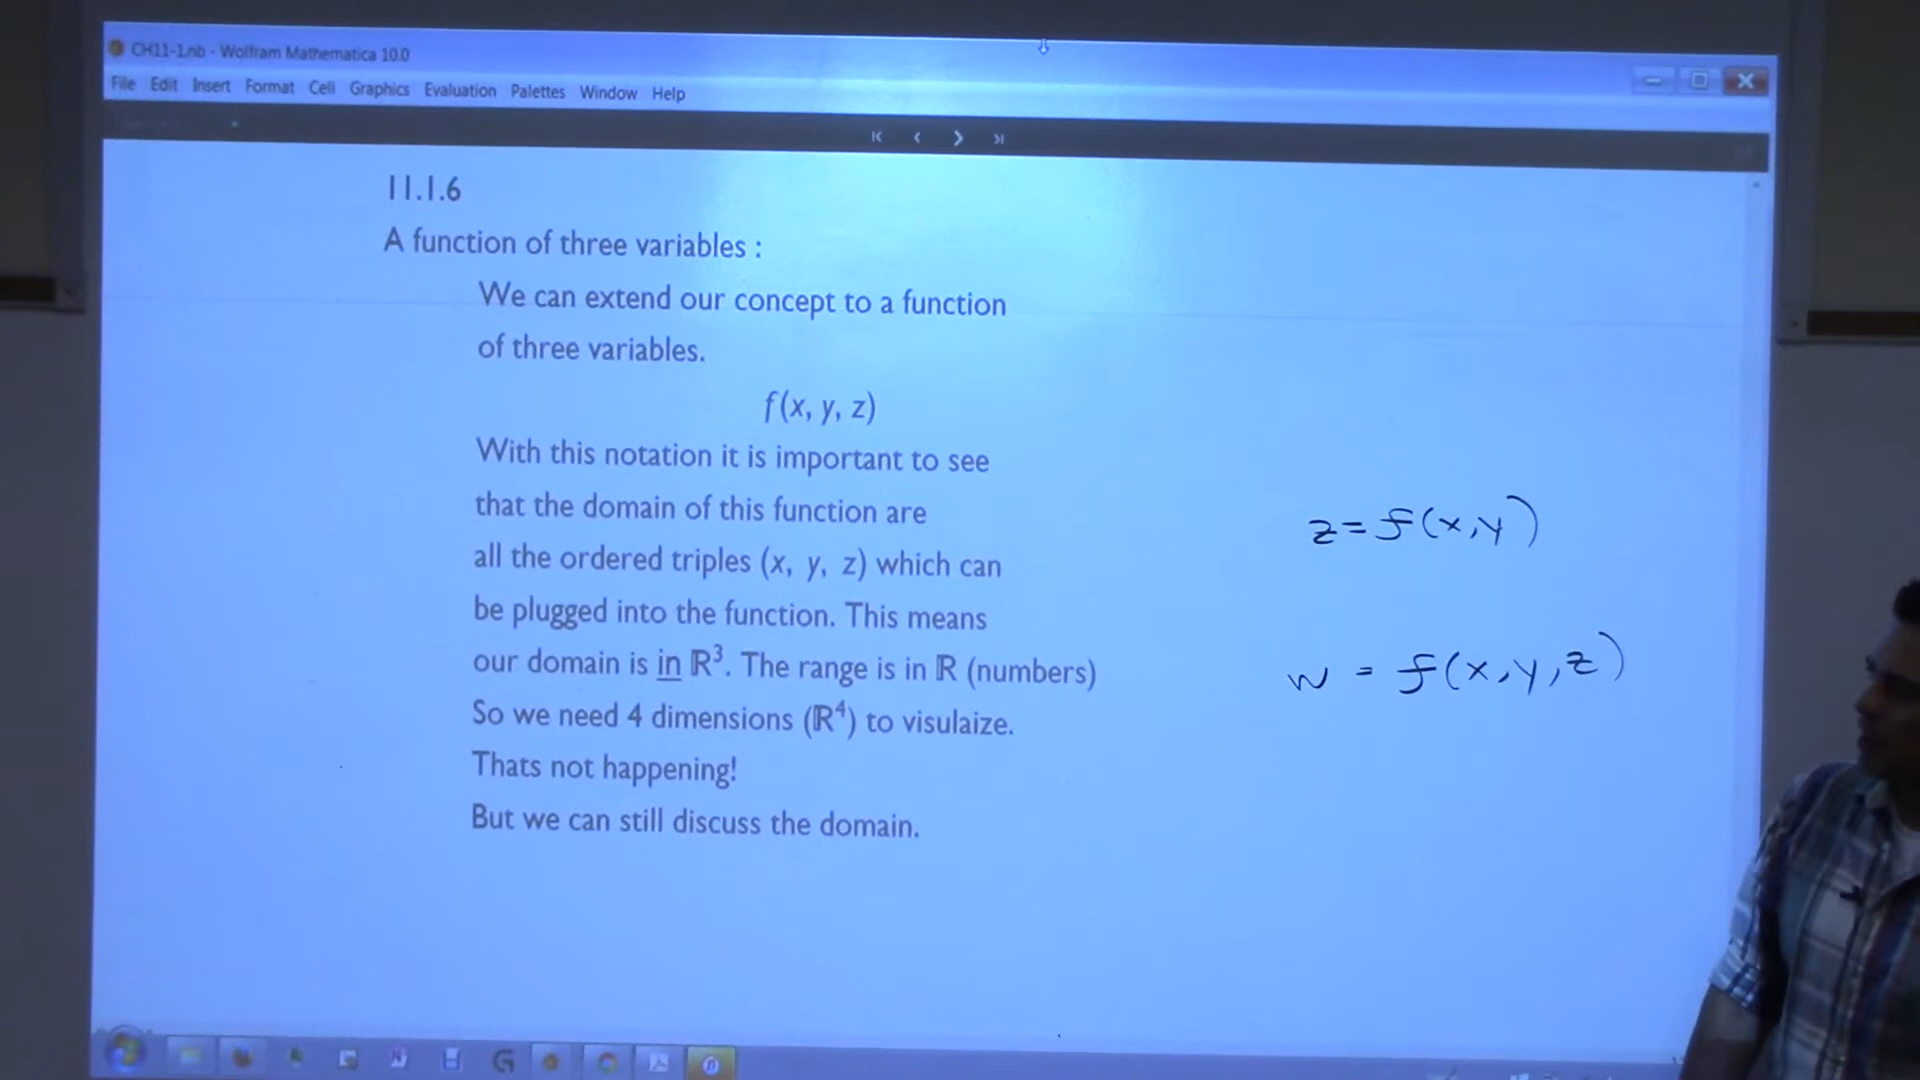 CH11-1.nb - Wolfram Mathematica 10.0
File Edit Insert Format Cell Graphics Evaluation Palettes Window Help
11.1.6
A function of three variables :
We can extend our concept to a function
of three variables.
f(x, y, z)
With this notation it is important to see
that the domain of this function are
all the ordered triples (x, y, z) which can
be plugged into the function. This means
our domain is in ℝ³. The range is in ℝ (numbers)
So we need 4 dimensions (ℝ⁴) to visulaize.
Thats not happening!
But we can still discuss the domain.
z = f(x,y)
w = f(x,y,z)